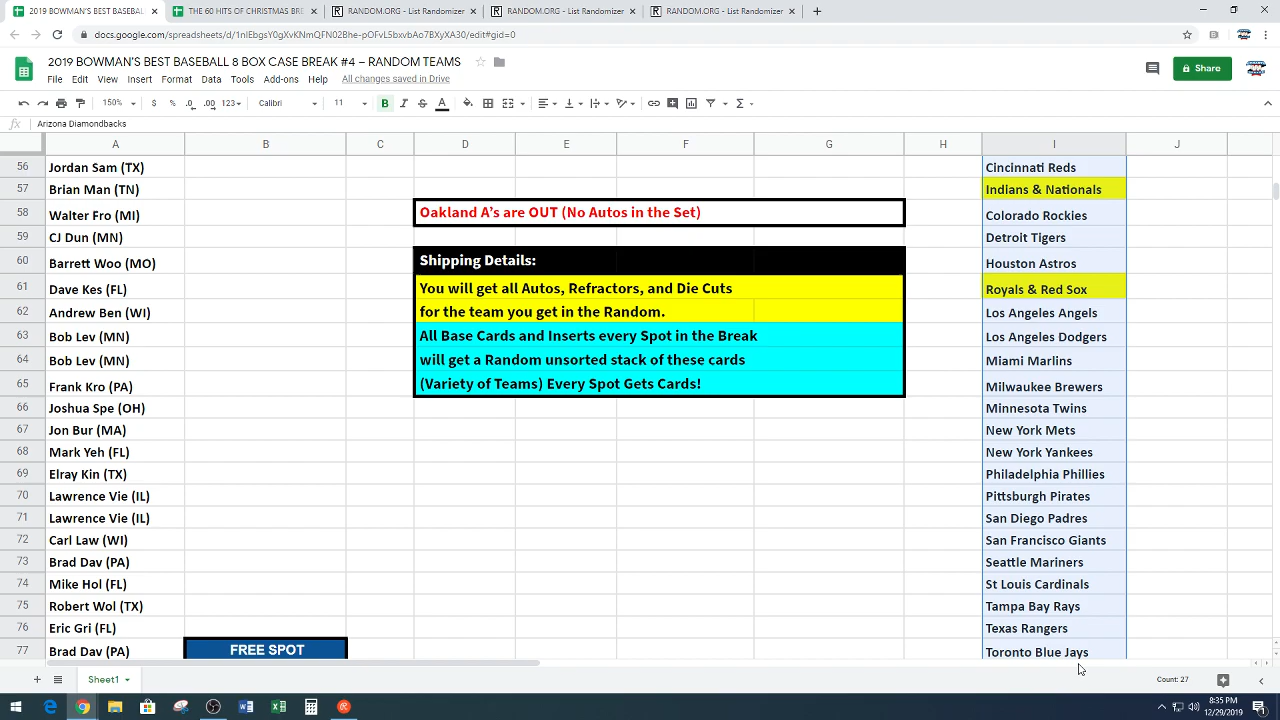 2019 BOWMAN'S BEST BASEBAL
THE 60 HITS OF CHRISTMAS BRE
RANDOM.ORG - List Randomizer
RANDOM.ORG - List Randomizer
RANDOM.ORG - List Randomizer
2019 BOWMAN'S BEST BASEBALL 8 BOX CASE BREAK #4 – RANDOM TEAMS
File Edit View Insert Format Data Tools Add-ons Help All changes saved in Drive
Share
150% $ % .0 .00 123 Calibri 11 B I S A
fx Arizona Diamondbacks
A B C D E F G H I J
56 Jordan Sam (TX) Cincinnati Reds
57 Brian Man (TN) Indians & Nationals
58 Walter Fro (MI) Oakland A's are OUT (No Autos in the Set) Colorado Rockies
59 CJ Dun (MN) Detroit Tigers
60 Barrett Woo (MO) Shipping Details: Houston Astros
61 Dave Kes (FL) You will get all Autos, Refractors, and Die Cuts Royals & Red Sox
62 Andrew Ben (WI) for the team you get in the Random. Los Angeles Angels
63 Bob Lev (MN) All Base Cards and Inserts every Spot in the Break Los Angeles Dodgers
64 Bob Lev (MN) will get a Random unsorted stack of these cards Miami Marlins
65 Frank Kro (PA) (Variety of Teams) Every Spot Gets Cards! Milwaukee Brewers
66 Joshua Spe (OH) Minnesota Twins
67 Jon Bur (MA) New York Mets
68 Mark Yeh (FL) New York Yankees
69 Elray Kin (TX) Philadelphia Phillies
70 Lawrence Vie (IL) Pittsburgh Pirates
71 Lawrence Vie (IL) San Diego Padres
72 Carl Law (WI) San Francisco Giants
73 Brad Dav (PA) Seattle Mariners
74 Mike Hol (FL) St Louis Cardinals
75 Robert Wol (TX) Tampa Bay Rays
76 Eric Gri (FL) Texas Rangers
77 Brad Dav (PA) FREE SPOT Toronto Blue Jays
Sheet1 Count: 27
8:35 PM
12/29/2019